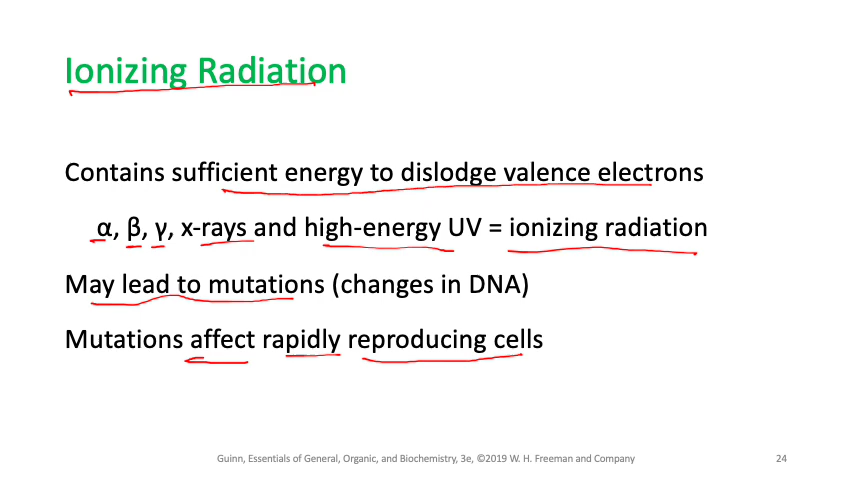 Ionizing Radiation
Contains sufficient energy to dislodge valence electrons
α, β, γ, x-rays and high-energy UV = ionizing radiation
May lead to mutations (changes in DNA)
Mutations affect rapidly reproducing cells
Guinn, Essentials of General, Organic, and Biochemistry, 3e, ©2019 W. H. Freeman and Company
24